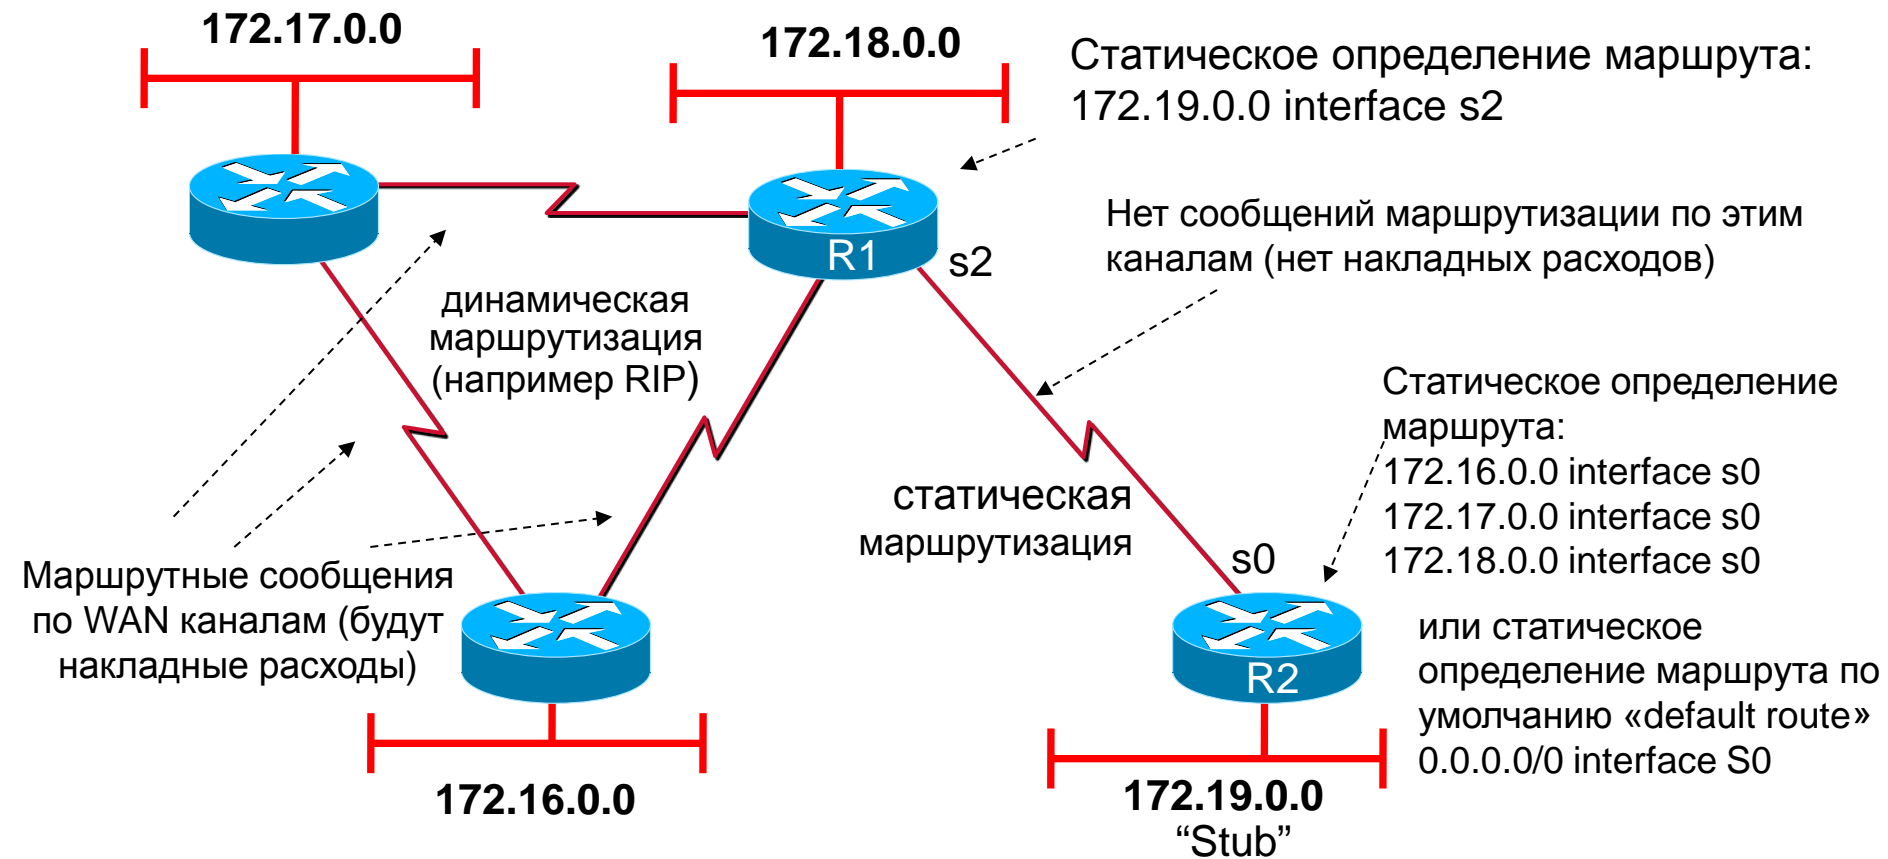 172.17.0.0
172.18.0.0
Статическое определение маршрута:
172.19.0.0 interface s2
Нет сообщений маршрутизации по этим
каналам (нет накладных расходов)
R1
s2
динамическая
маршрутизация
(например RIP)
Статическое определение
маршрута:
172.16.0.0 interface s0
172.17.0.0 interface s0
172.18.0.0 interface s0
статическая
маршрутизация
s0
Маршрутные сообщения
по WAN каналам (будут
накладные расходы)
R2
или статическое
определение маршрута по
умолчанию «default route»
0.0.0.0/0 interface S0
172.16.0.0
172.19.0.0
“Stub”